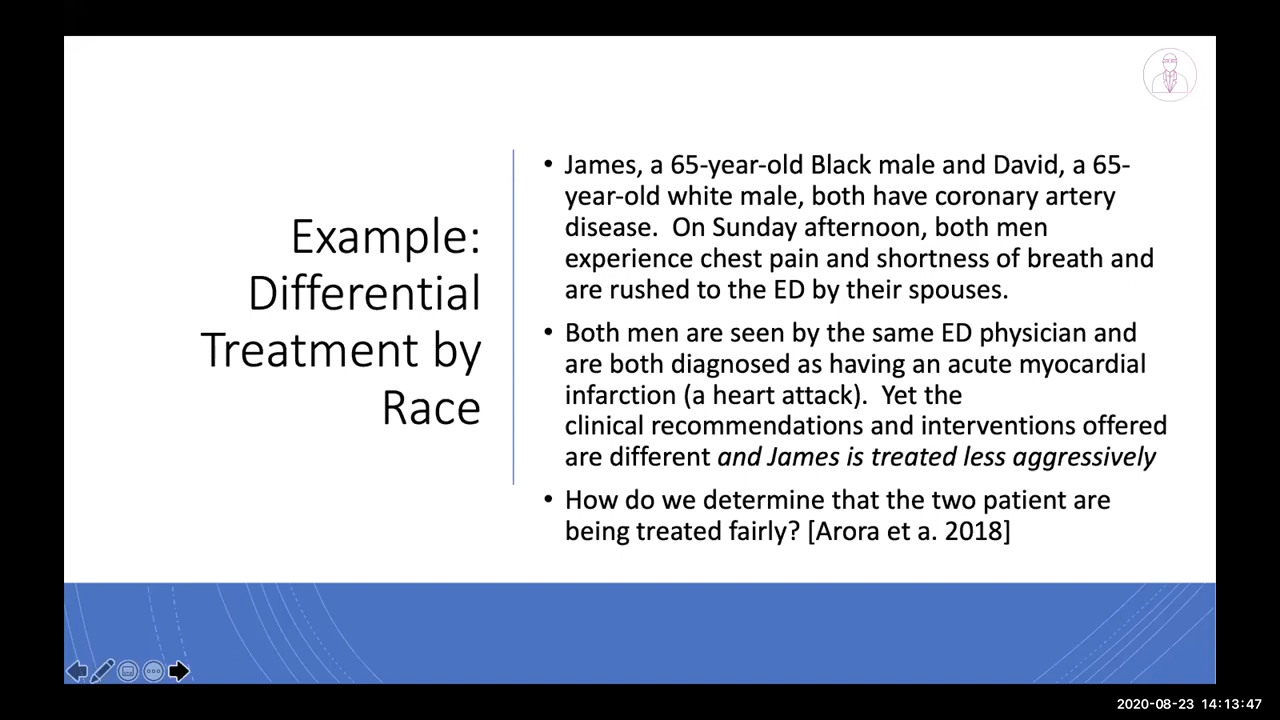 Example:
Differential
Treatment by
Race
• James, a 65-year-old Black male and David, a 65-
year-old white male, both have coronary artery
disease.  On Sunday afternoon, both men
experience chest pain and shortness of breath and
are rushed to the ED by their spouses.
• Both men are seen by the same ED physician and
are both diagnosed as having an acute myocardial
infarction (a heart attack).  Yet the
clinical recommendations and interventions offered
are different and James is treated less aggressively
• How do we determine that the two patient are
being treated fairly? [Arora et a. 2018]
2020-08-23 14:13:47